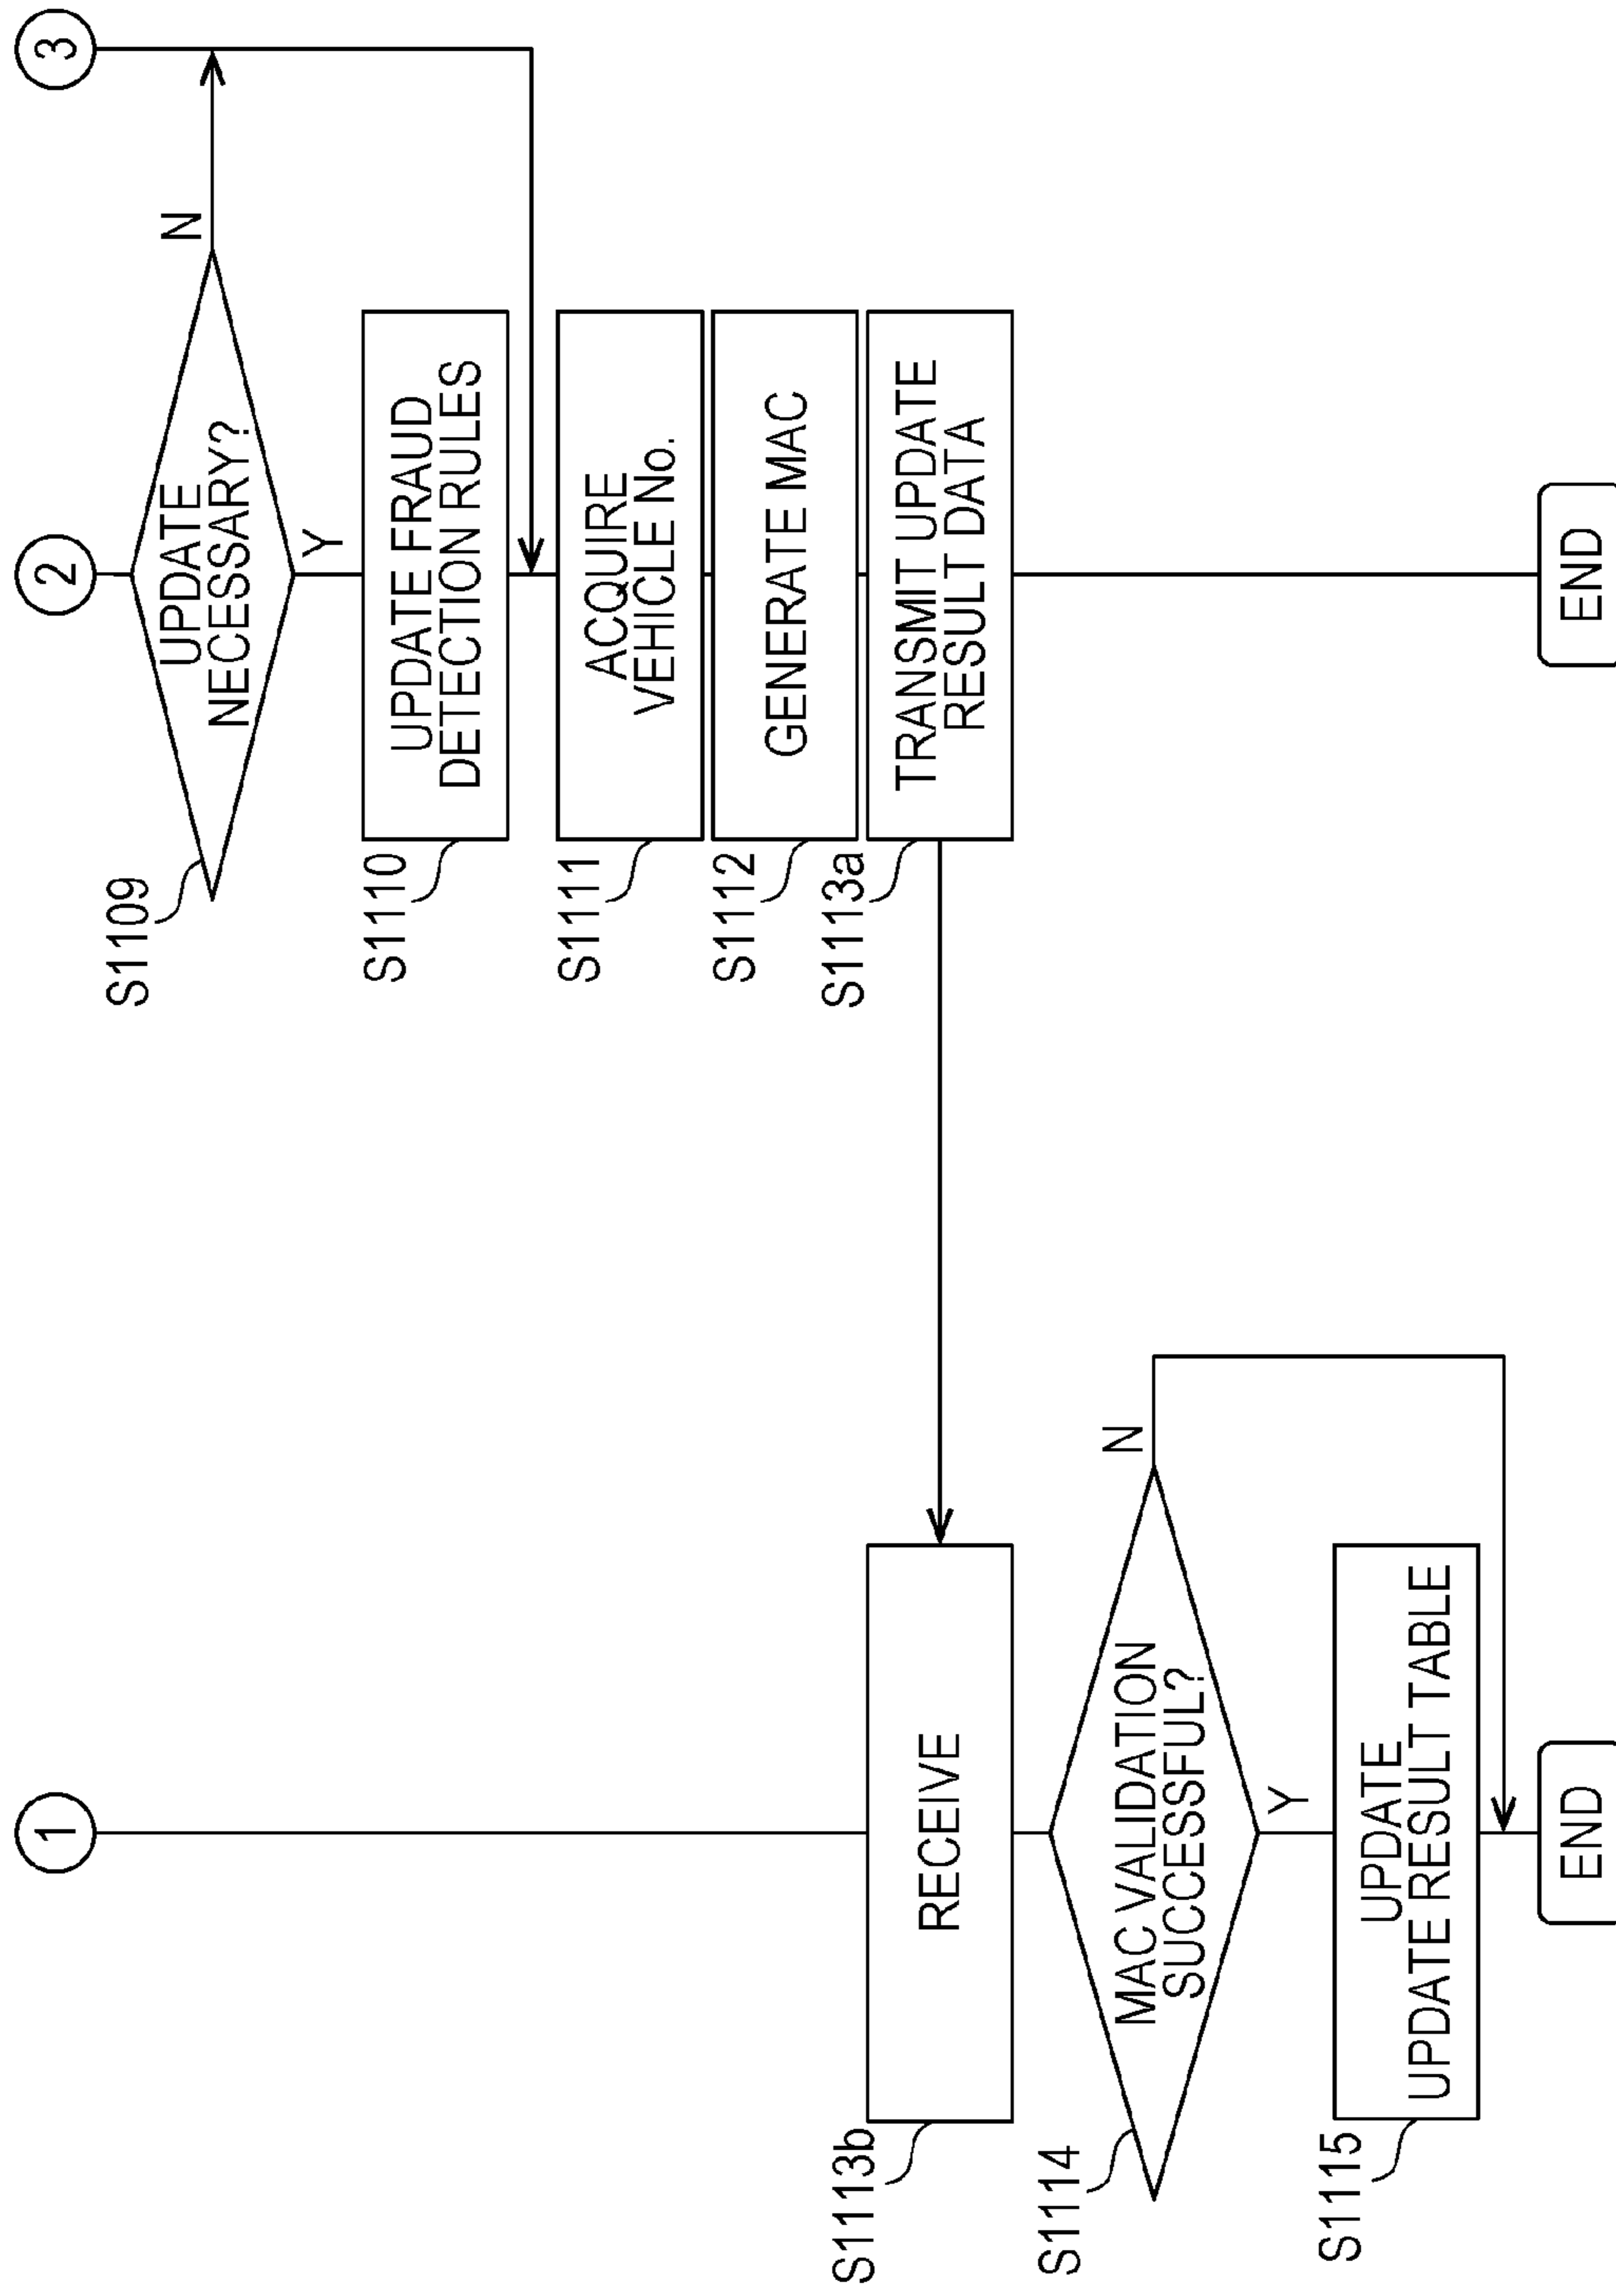 1
2
3
S1109
UPDATE
NECESSARY?
N
Y
S1110
UPDATE FRAUD
DETECTION RULES
S1111
ACQUIRE
VEHICLE No.
S1112
GENERATE MAC
S1113a
TRANSMIT UPDATE
RESULT DATA
S1113b
RECEIVE
S1114
MAC VALIDATION
SUCCESSFUL?
N
Y
S1115
UPDATE
UPDATE RESULT TABLE
END
END